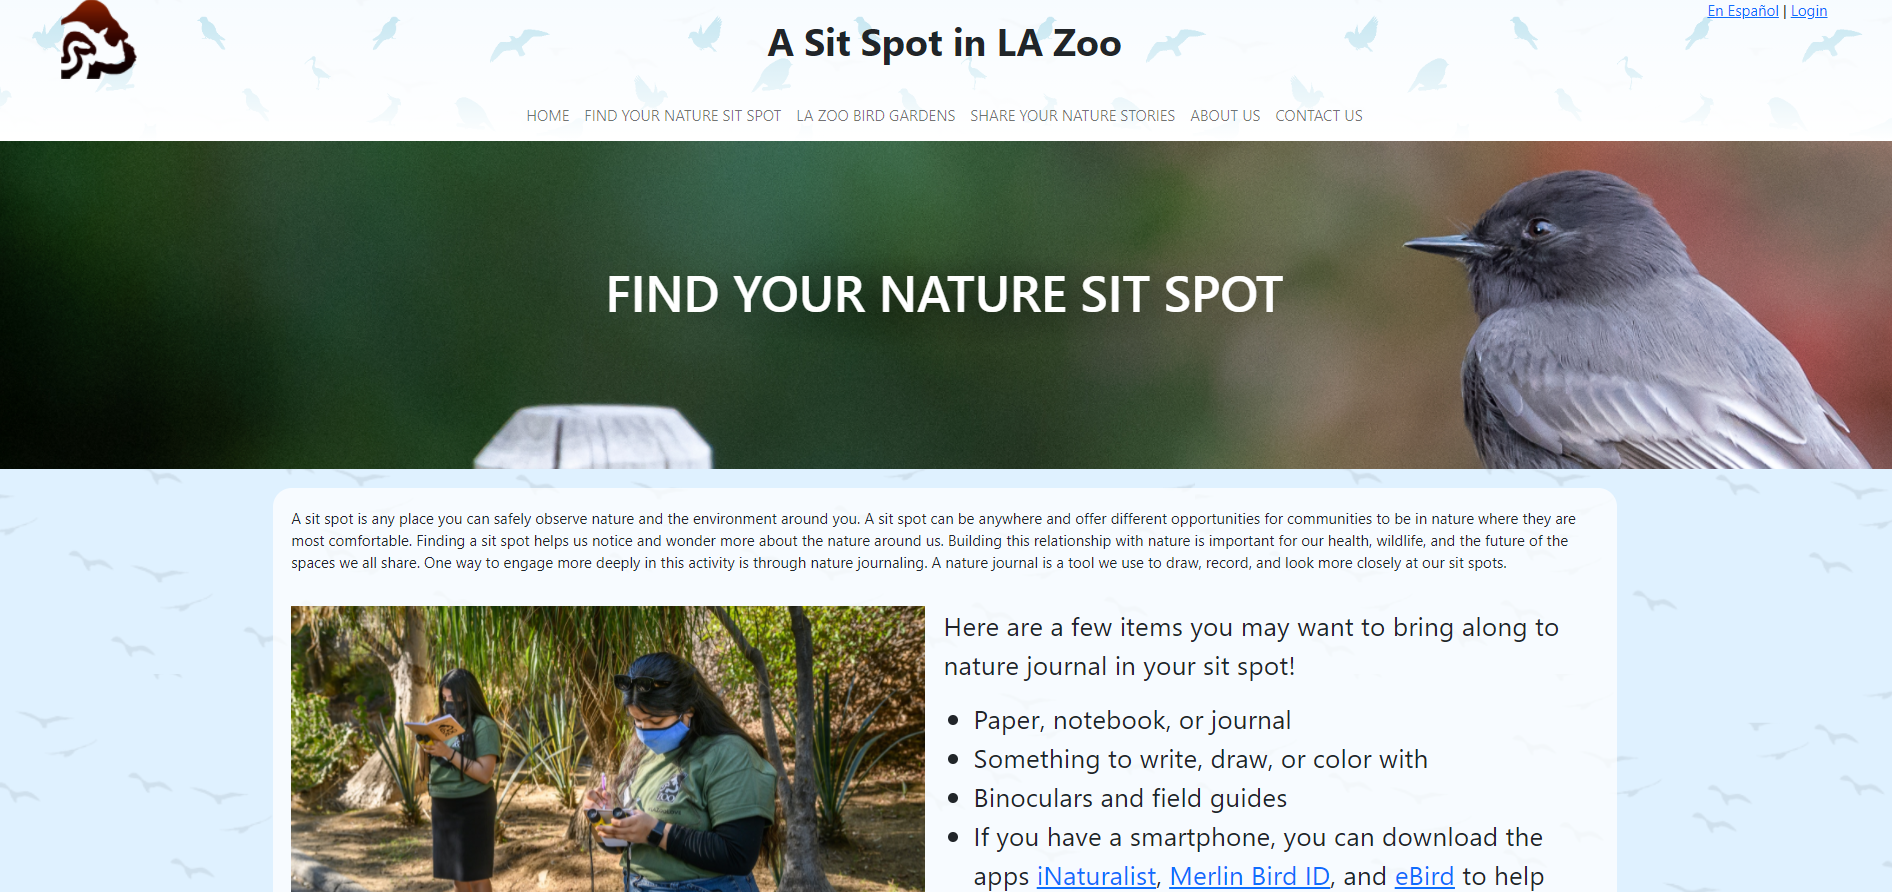 En Español | Login
A Sit Spot in LA Zoo
HOME FIND YOUR NATURE SIT SPOT LA ZOO BIRD GARDENS SHARE YOUR NATURE STORIES ABOUT US CONTACT US
FIND YOUR NATURE SIT SPOT
A sit spot is any place you can safely observe nature and the environment around you. A sit spot can be anywhere and offer different opportunities for communities to be in nature where they are
most comfortable. Finding a sit spot helps us notice and wonder more about the nature around us. Building this relationship with nature is important for our health, wildlife, and the future of the
spaces we all share. One way to engage more deeply in this activity is through nature journaling. A nature journal is a tool we use to draw, record, and look more closely at our sit spots.
Here are a few items you may want to bring along to
nature journal in your sit spot!
• Paper, notebook, or journal
• Something to write, draw, or color with
• Binoculars and field guides
• If you have a smartphone, you can download the
apps iNaturalist, Merlin Bird ID, and eBird to help